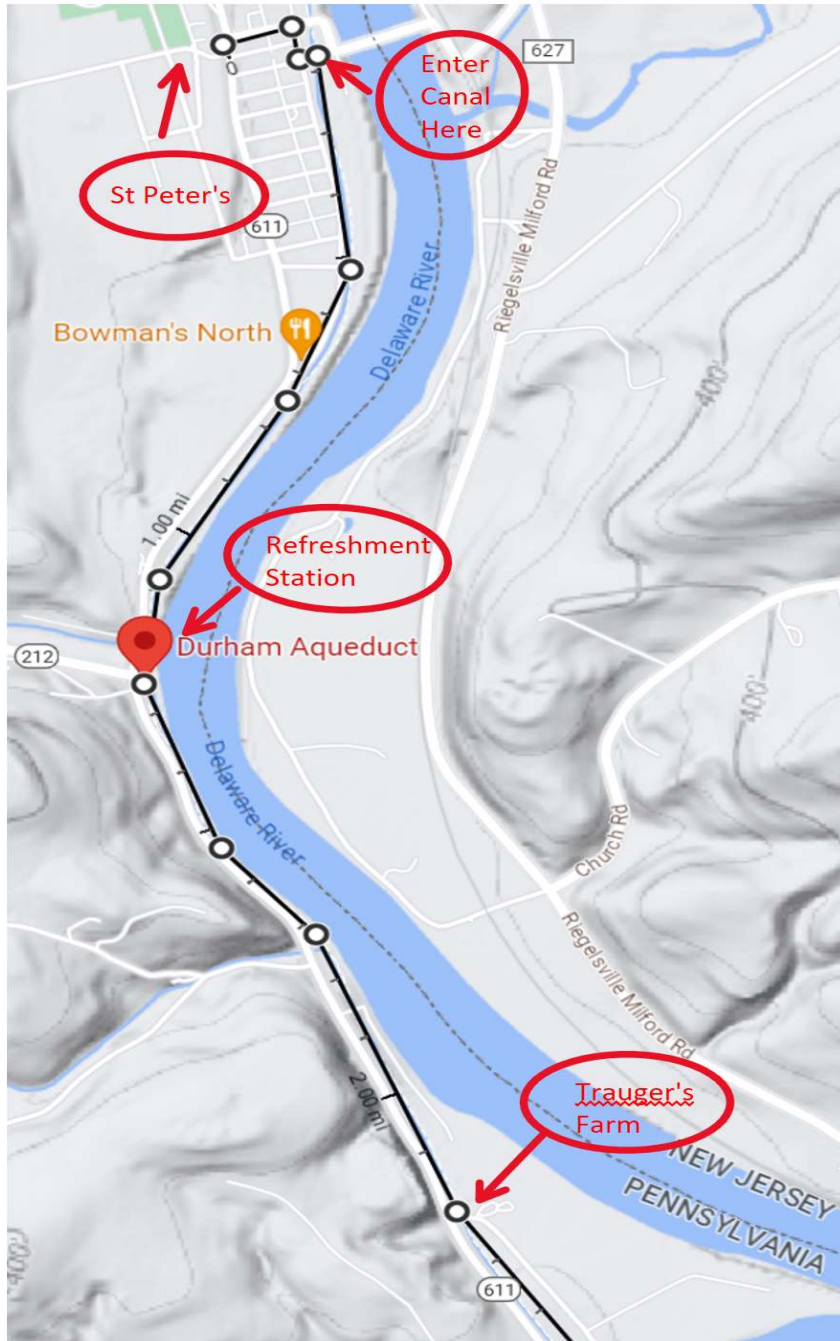 Enter
Canal
Here
627
St Peter's
0
611
Riegelsville Milford Rd
Delaware River
Bowman's North
400'
1.00 mi
Refreshment
Station
Durham Aqueduct
212
400'
Delaware River
Church Rd
Riegelsville Milford Rd
2.00 mi
Trauger's
Farm
NEW JERSEY
PENNSYLVANIA
400'
611